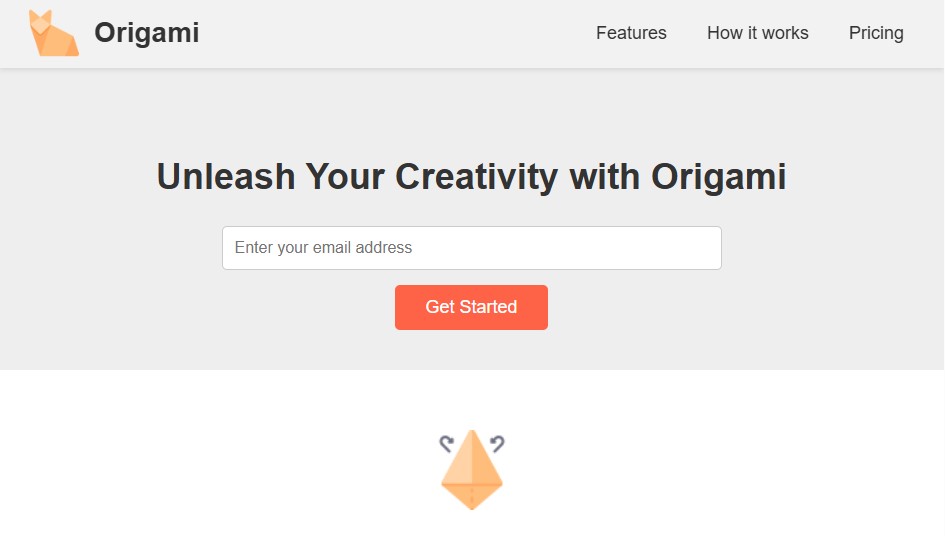 Origami
Features
How it works
Pricing
Unleash Your Creativity with Origami
Enter your email address
Get Started